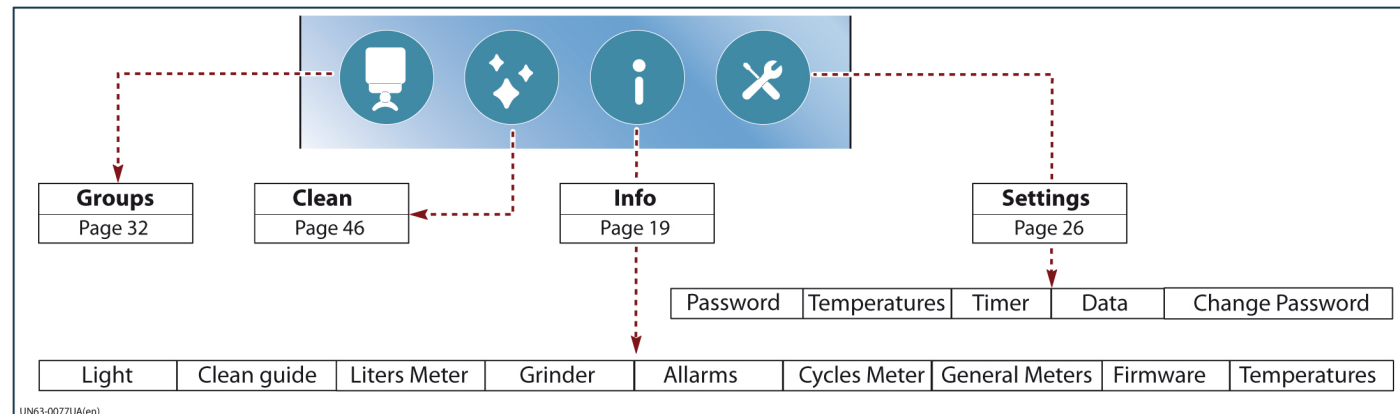 Groups
Page 32
Clean
Page 46
Info
Page 19
Settings
Page 26
Password Temperatures Timer Data Change Password
Light Clean guide Liters Meter Grinder Allarms Cycles Meter General Meters Firmware Temperatures
UN63-0077UA(en)